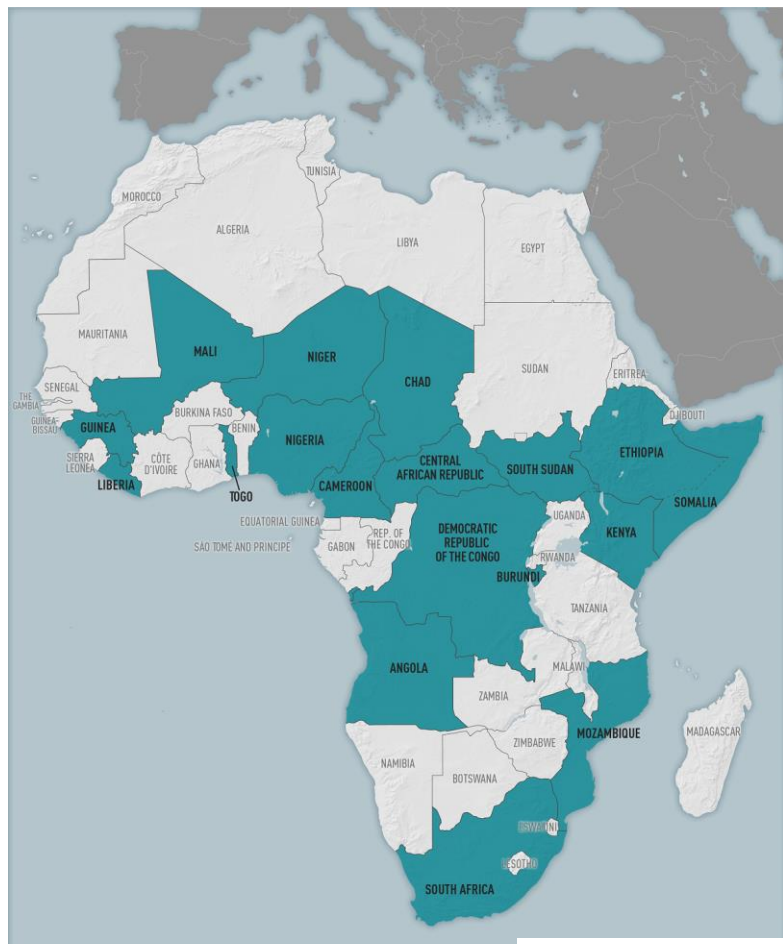 TUNISIA
MOROCCO
ALGERIA
LIBYA
EGYPT
MAURITANIA
MALI
NIGER
CHAD
SUDAN
ERITREA
SENEGAL
THE
GAMBIA
GUINEA-
BISSAU
GUINEA
BURKINA FASO
BENIN
NIGERIA
DJIBOUTI
ETHIOPIA
SIERRA
LEONEA
CÔTE
D'IVOIRE
GHANA
LIBERIA
TOGO
CAMEROON
CENTRAL
AFRICAN REPUBLIC
SOUTH SUDAN
SOMALIA
EQUATORIAL GUINEA
SÃO TOMÉ AND PRINCIPE
GABON
REP. OF
THE CONGO
DEMOCRATIC
REPUBLIC
OF THE CONGO
UGANDA
KENYA
RWANDA
BURUNDI
TANZANIA
ANGOLA
ZAMBIA
MALAWI
MOZAMBIQUE
MADAGASCAR
ZIMBABWE
NAMIBIA
BOTSWANA
ESWATINI
LESOTHO
SOUTH AFRICA